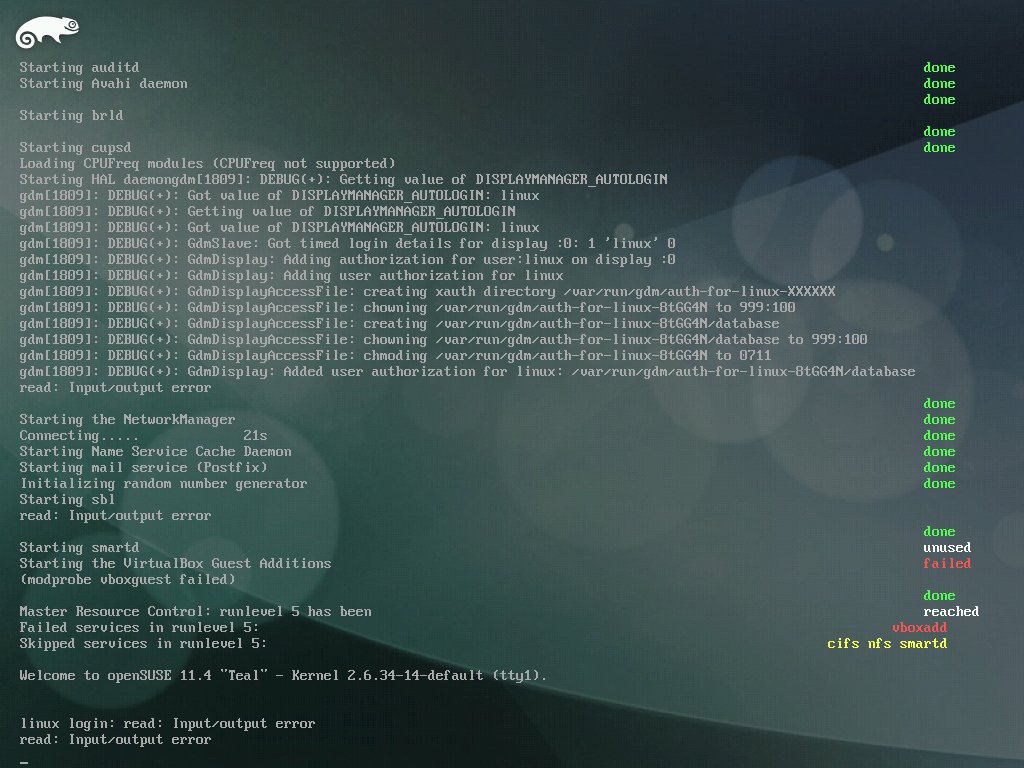 Starting auditd done
Starting Avahi daemon done
done
Starting brld
done
Starting cupsd done
Loading CPUFreq modules (CPUFreq not supported)
Starting HAL daemongdm[1809]: DEBUG(+): Getting value of DISPLAYMANAGER_AUTOLOGIN
gdm[1809]: DEBUG(+): Got value of DISPLAYMANAGER_AUTOLOGIN: linux
gdm[1809]: DEBUG(+): Getting value of DISPLAYMANAGER_AUTOLOGIN
gdm[1809]: DEBUG(+): Got value of DISPLAYMANAGER_AUTOLOGIN: linux
gdm[1809]: DEBUG(+): GdmSlave: Got timed login details for display :0: 1 'linux' 0
gdm[1809]: DEBUG(+): GdmDisplay: Adding authorization for user:linux on display :0
gdm[1809]: DEBUG(+): GdmDisplay: Adding user authorization for linux
gdm[1809]: DEBUG(+): GdmDisplayAccessFile: creating xauth directory /var/run/gdm/auth-for-linux-XXXXXX
gdm[1809]: DEBUG(+): GdmDisplayAccessFile: chowning /var/run/gdm/auth-for-linux-8tGG4N to 999:100
gdm[1809]: DEBUG(+): GdmDisplayAccessFile: creating /var/run/gdm/auth-for-linux-8tGG4N/database
gdm[1809]: DEBUG(+): GdmDisplayAccessFile: chowning /var/run/gdm/auth-for-linux-8tGG4N/database to 999:100
gdm[1809]: DEBUG(+): GdmDisplayAccessFile: chmoding /var/run/gdm/auth-for-linux-8tGG4N to 0711
gdm[1809]: DEBUG(+): GdmDisplay: Added user authorization for linux: /var/run/gdm/auth-for-linux-8tGG4N/database
read: Input/output error
done
Starting the NetworkManager done
Connecting..... 21s done
Starting Name Service Cache Daemon done
Starting mail service (Postfix) done
Initializing random number generator done
Starting sbl
read: Input/output error
done
Starting smartd unused
Starting the VirtualBox Guest Additions failed
(modprobe vboxguest failed)
done
Master Resource Control: runlevel 5 has been reached
Failed services in runlevel 5: vboxadd
Skipped services in runlevel 5: cifs nfs smartd
Welcome to openSUSE 11.4 "Teal" - Kernel 2.6.34-14-default (tty1).
linux login: read: Input/output error
read: Input/output error
_